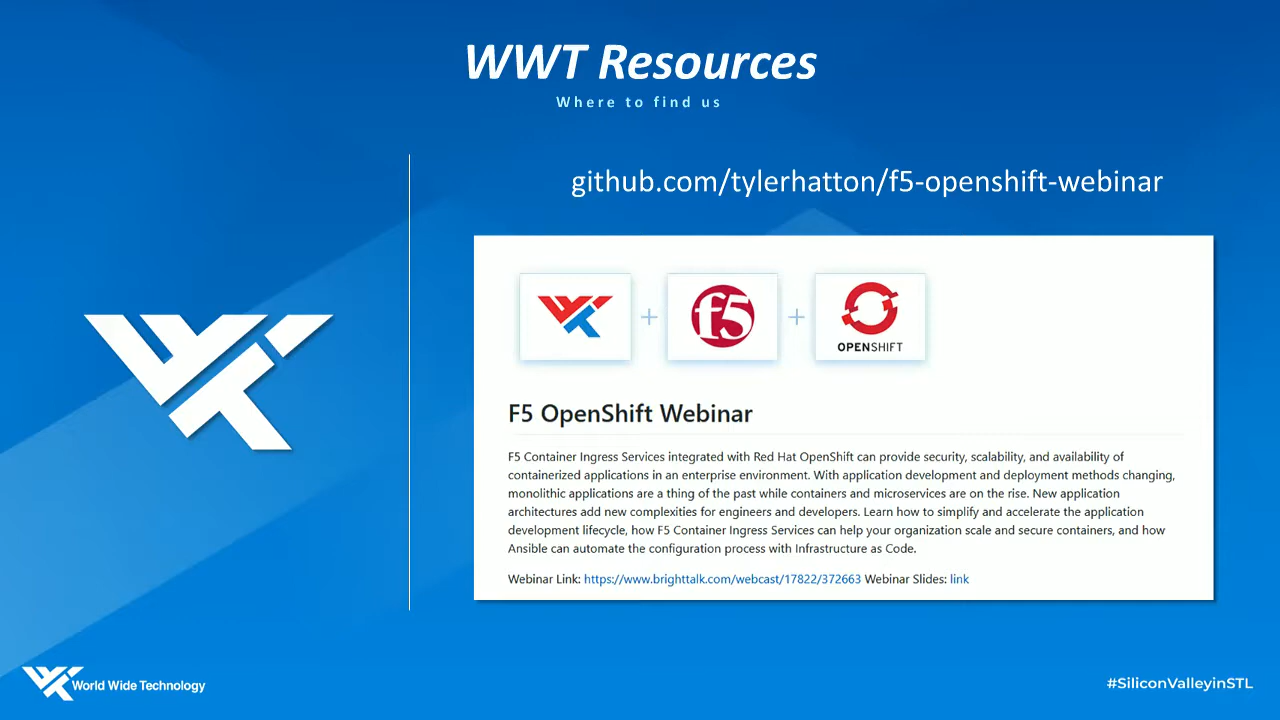 WWT Resources
Where to find us
github.com/tylerhatton/f5-openshift-webinar
f5
OPENSHIFT
F5 OpenShift Webinar
F5 Container Ingress Services integrated with Red Hat OpenShift can provide security, scalability, and availability of
containerized applications in an enterprise environment. With application development and deployment methods changing,
monolithic applications are a thing of the past while containers and microservices are on the rise. New application
architectures add new complexities for engineers and developers. Learn how to simplify and accelerate the application
development lifecycle, how F5 Container Ingress Services can help your organization scale and secure containers, and how
Ansible can automate the configuration process with Infrastructure as Code.
Webinar Link: https://www.brighttalk.com/webcast/17822/372663 Webinar Slides: link
World Wide Technology
#SiliconValleyinSTL